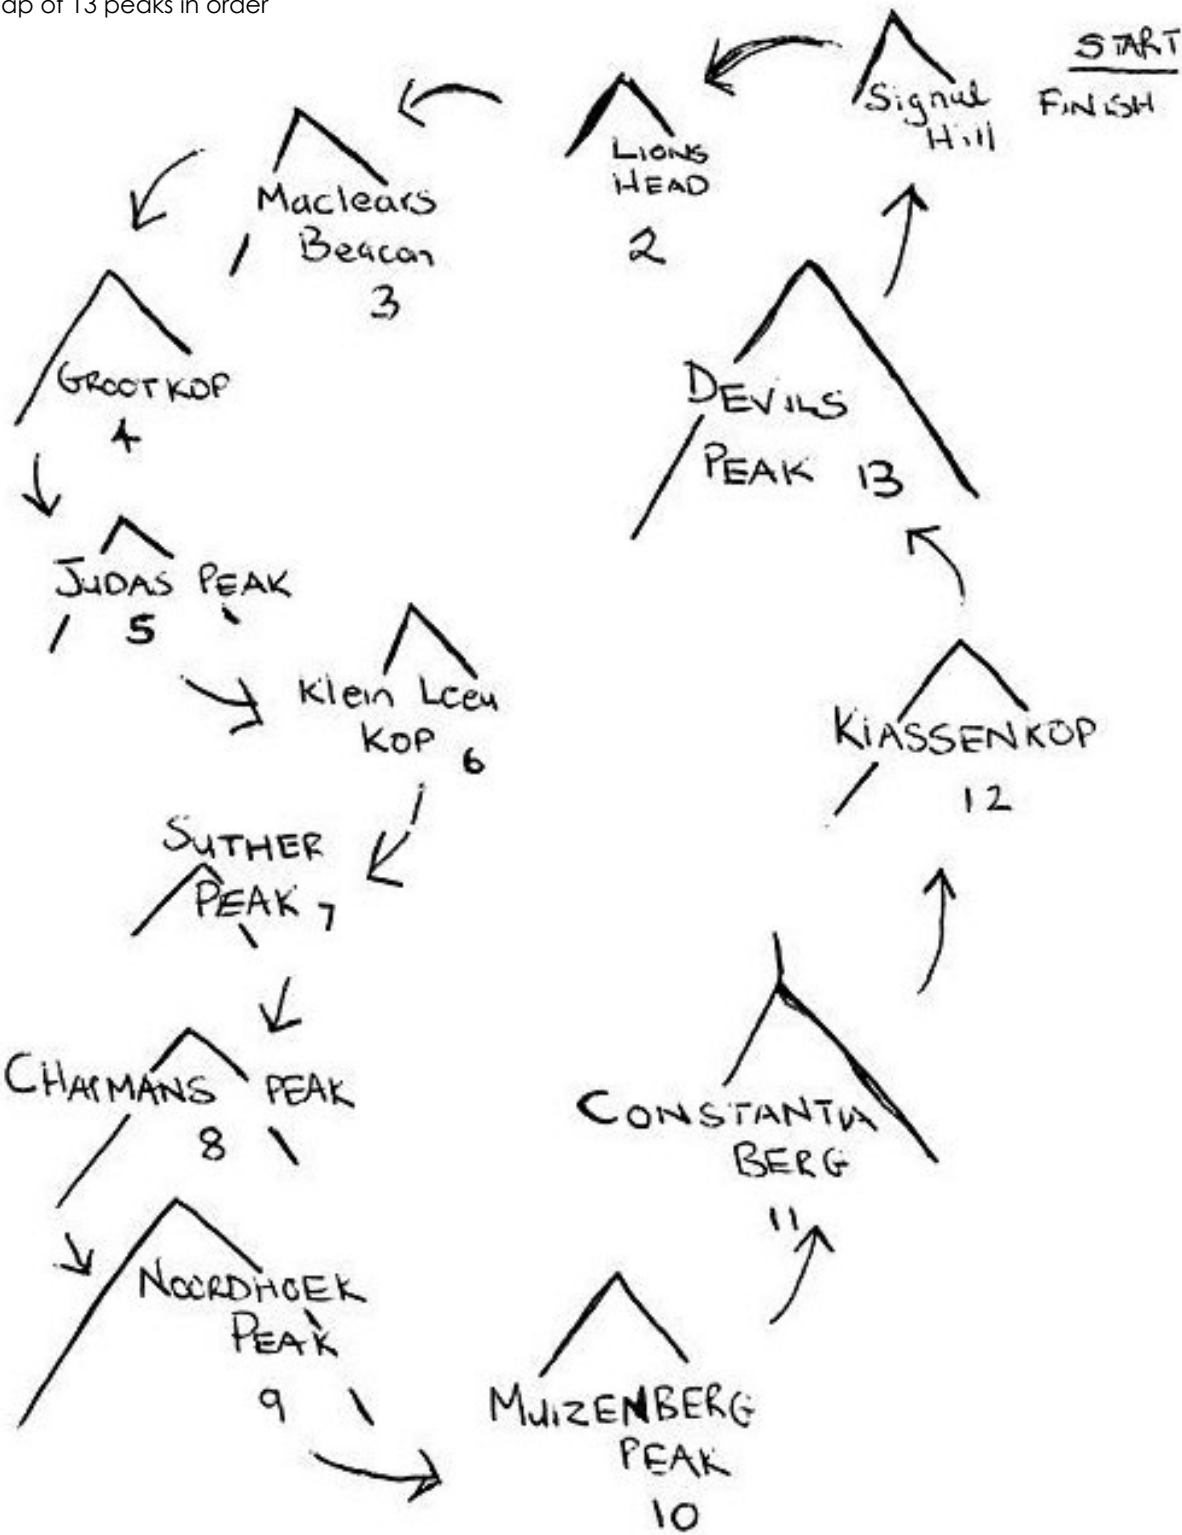 ap of 13 peaks in order
START
FINISH
Signal
Hill
LIONS
HEAD
2
Maclears
Beacon
3
GROOTKOP
4
JUDAS PEAK
5
Klein Leeu
KOP 6
SUTHER
PEAK 7
CHAPMANS PEAK
8
NOORDHOEK
PEAK
9
MUIZENBERG
PEAK
10
CONSTANTIA
BERG
11
KlASSENKOP
12
DEVILS
PEAK 13